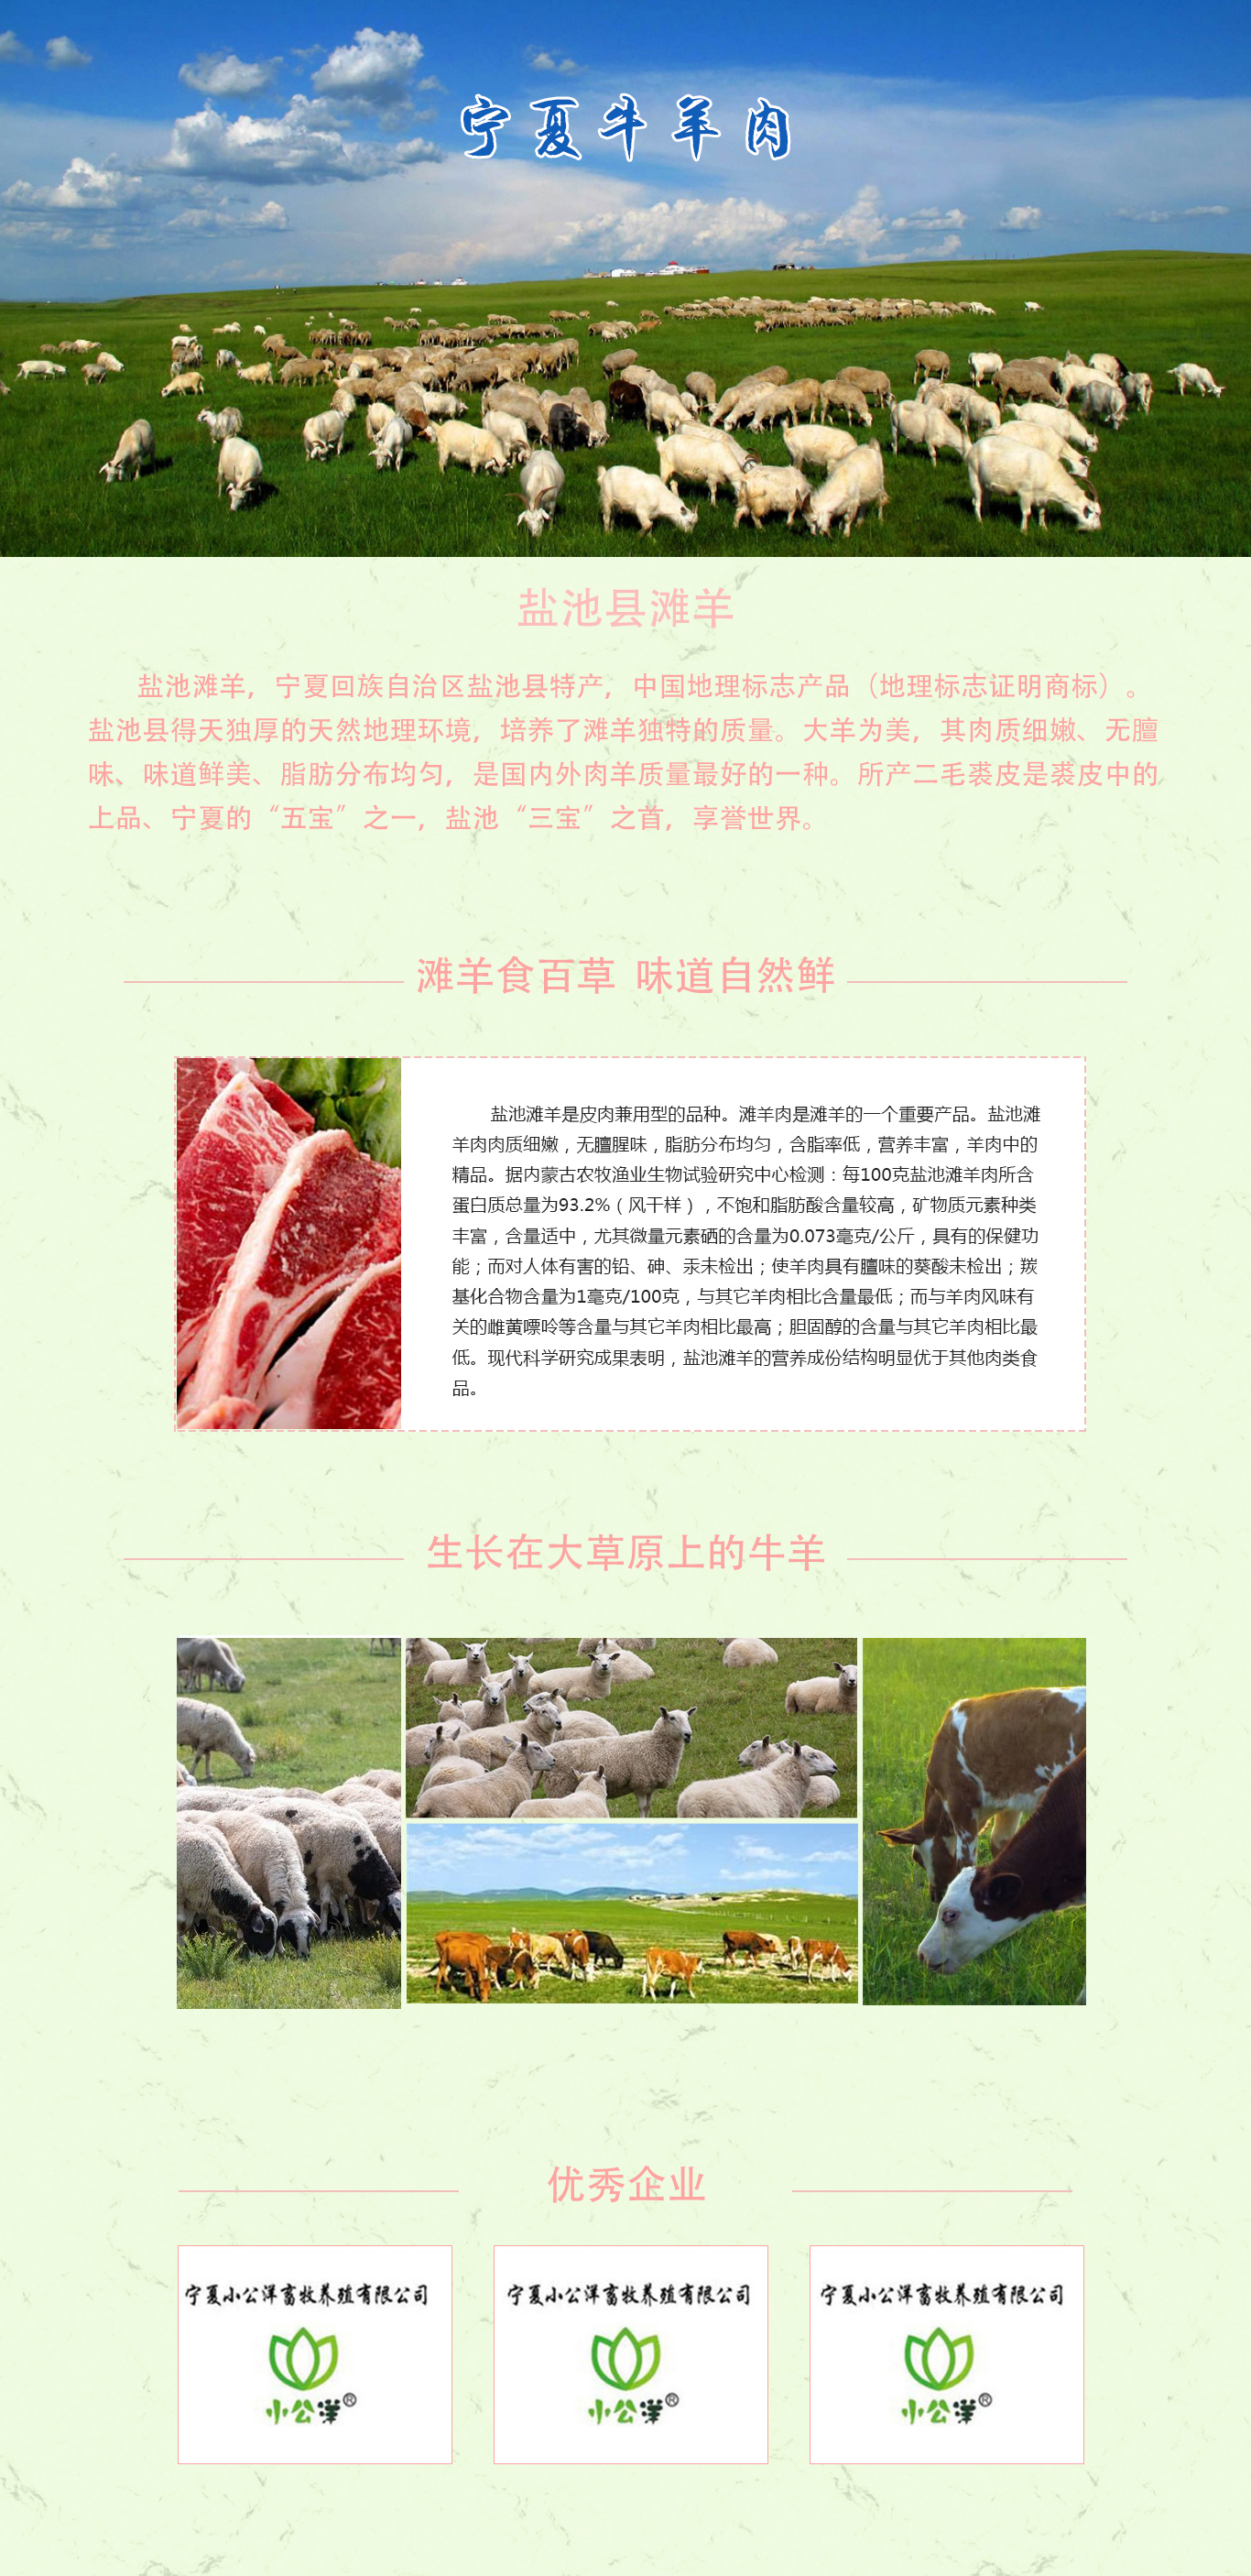 宁夏牛羊肉
盐池县滩羊
盐池滩羊，宁夏回族自治区盐池县特产，中国地理标志产品（地理标志证明商标）。
盐池县得天独厚的天然地理环境，培养了滩羊独特的质量。大羊为美，其肉质细嫩、无膻
味、味道鲜美、脂肪分布均匀，是国内外肉羊质量最好的一种。所产二毛裘皮是裘皮中的
上品、宁夏的“五宝”之一，盐池“三宝”之首，享誉世界。
滩羊食百草 味道自然鲜
盐池滩羊是皮肉兼用型的品种。滩羊肉是滩羊的一个重要产品。盐池滩
羊肉肉质细嫩，无膻腥味，脂肪分布均匀，含脂率低，营养丰富，羊肉中的
精品。据内蒙古农牧渔业生物试验研究中心检测：每100克盐池滩羊肉所含
蛋白质总量为93.2%（风干样），不饱和脂肪酸含量较高，矿物质元素种类
丰富，含量适中，尤其微量元素硒的含量为0.073毫克/公斤，具有的保健功
能；而对人体有害的铅、砷、汞未检出；使羊肉具有膻味的葵酸未检出；羰
基化合物含量为1毫克/100克，与其它羊肉相比含量最低；而与羊肉风味有
关的雌黄嘌呤等含量与其它羊肉相比最高；胆固醇的含量与其它羊肉相比最
低。现代科学研究成果表明，盐池滩羊的营养成份结构明显优于其他肉类食
品。
生长在大草原上的牛羊
优秀企业
宁夏小公洋畜牧养殖有限公司
小公洋®
宁夏小公洋畜牧养殖有限公司
小公洋®
宁夏小公洋畜牧养殖有限公司
小公洋®